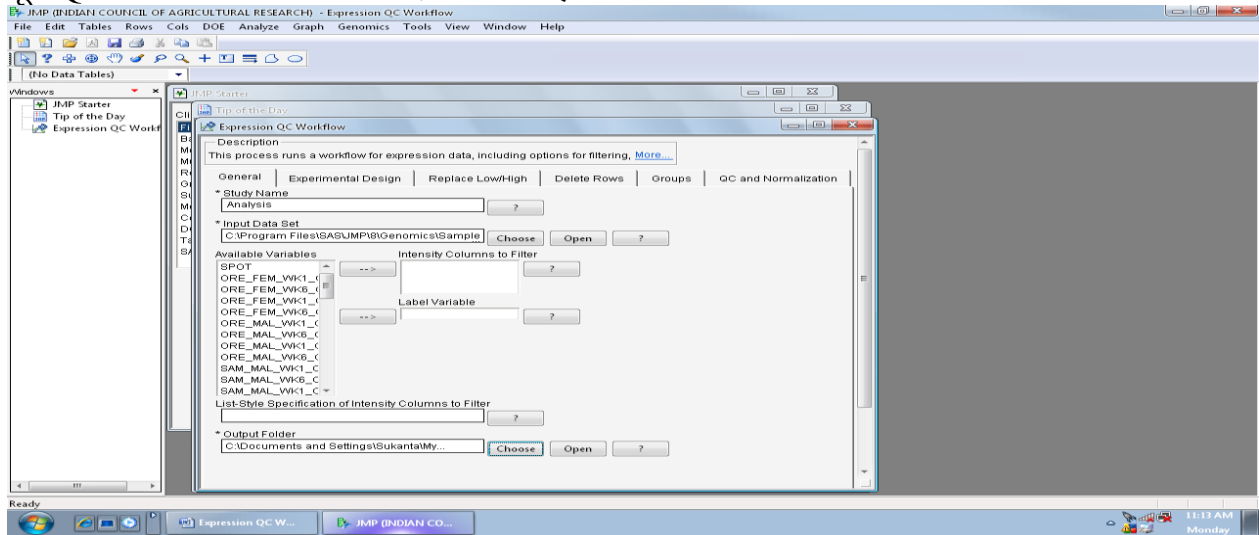 JMP (INDIAN COUNCIL OF AGRICULTURAL RESEARCH) - Expression QC Workflow
File Edit Tables Rows Cols DOE Analyze Graph Genomics Tools View Window Help
(No Data Tables)
Windows
JMP Starter
Tip of the Day
Expression QC Workf
JMP Starter
Tip of the Day
Expression QC Workflow
Description
This process runs a workflow for expression data, including options for filtering, More...
General Experimental Design Replace Low/High Delete Rows Groups QC and Normalization
* Study Name
Analysis ?
* Input Data Set
C:\Program Files\SAS\JMP\8\Genomics\Sample Choose Open ?
Available Variables Intensity Columns to Filter
SPOT --> ?
ORE_FEM_WK1_(
ORE_FEM_WK6_(
ORE_FEM_WK1_( Label Variable
ORE_FEM_WK6_( --> ?
ORE_MAL_WK1_(
ORE_MAL_WK6_(
ORE_MAL_WK1_(
ORE_MAL_WK6_(
SAM_MAL_WK1_(
SAM_MAL_WK6_C
SAM_MAL_WK1_C
List-Style Specification of Intensity Columns to Filter
?
* Output Folder
C:\Documents and Settings\Sukanta\My... Choose Open ?
Ready
Expression QC W... JMP (INDIAN CO... 11:13 AM
Monday